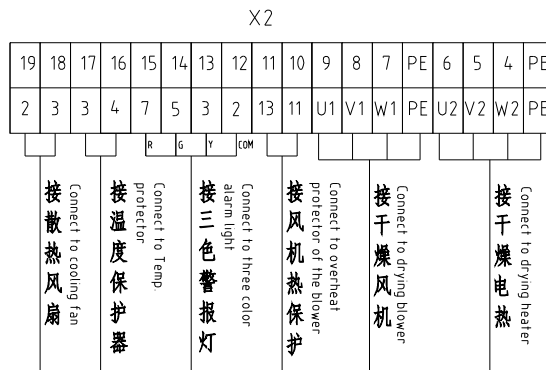 X2
19 18 17 16 15 14 13 12 11 10 9 8 7 PE 6 5 4 PE
2 3 3 4 7 5 3 2 13 11 U1 V1 W1 PE U2 V2 W2 PE
R G Y COM
接散热风扇
Connect to cooling fan
接温度保护器
Connect to Temp.
protector
接三色警报灯
Connect to three color
alarm light
接风机热保护
Connect to overheat
protector of the blower
接干燥风机
Connect to drying blower
接干燥电热
Connect to drying heater